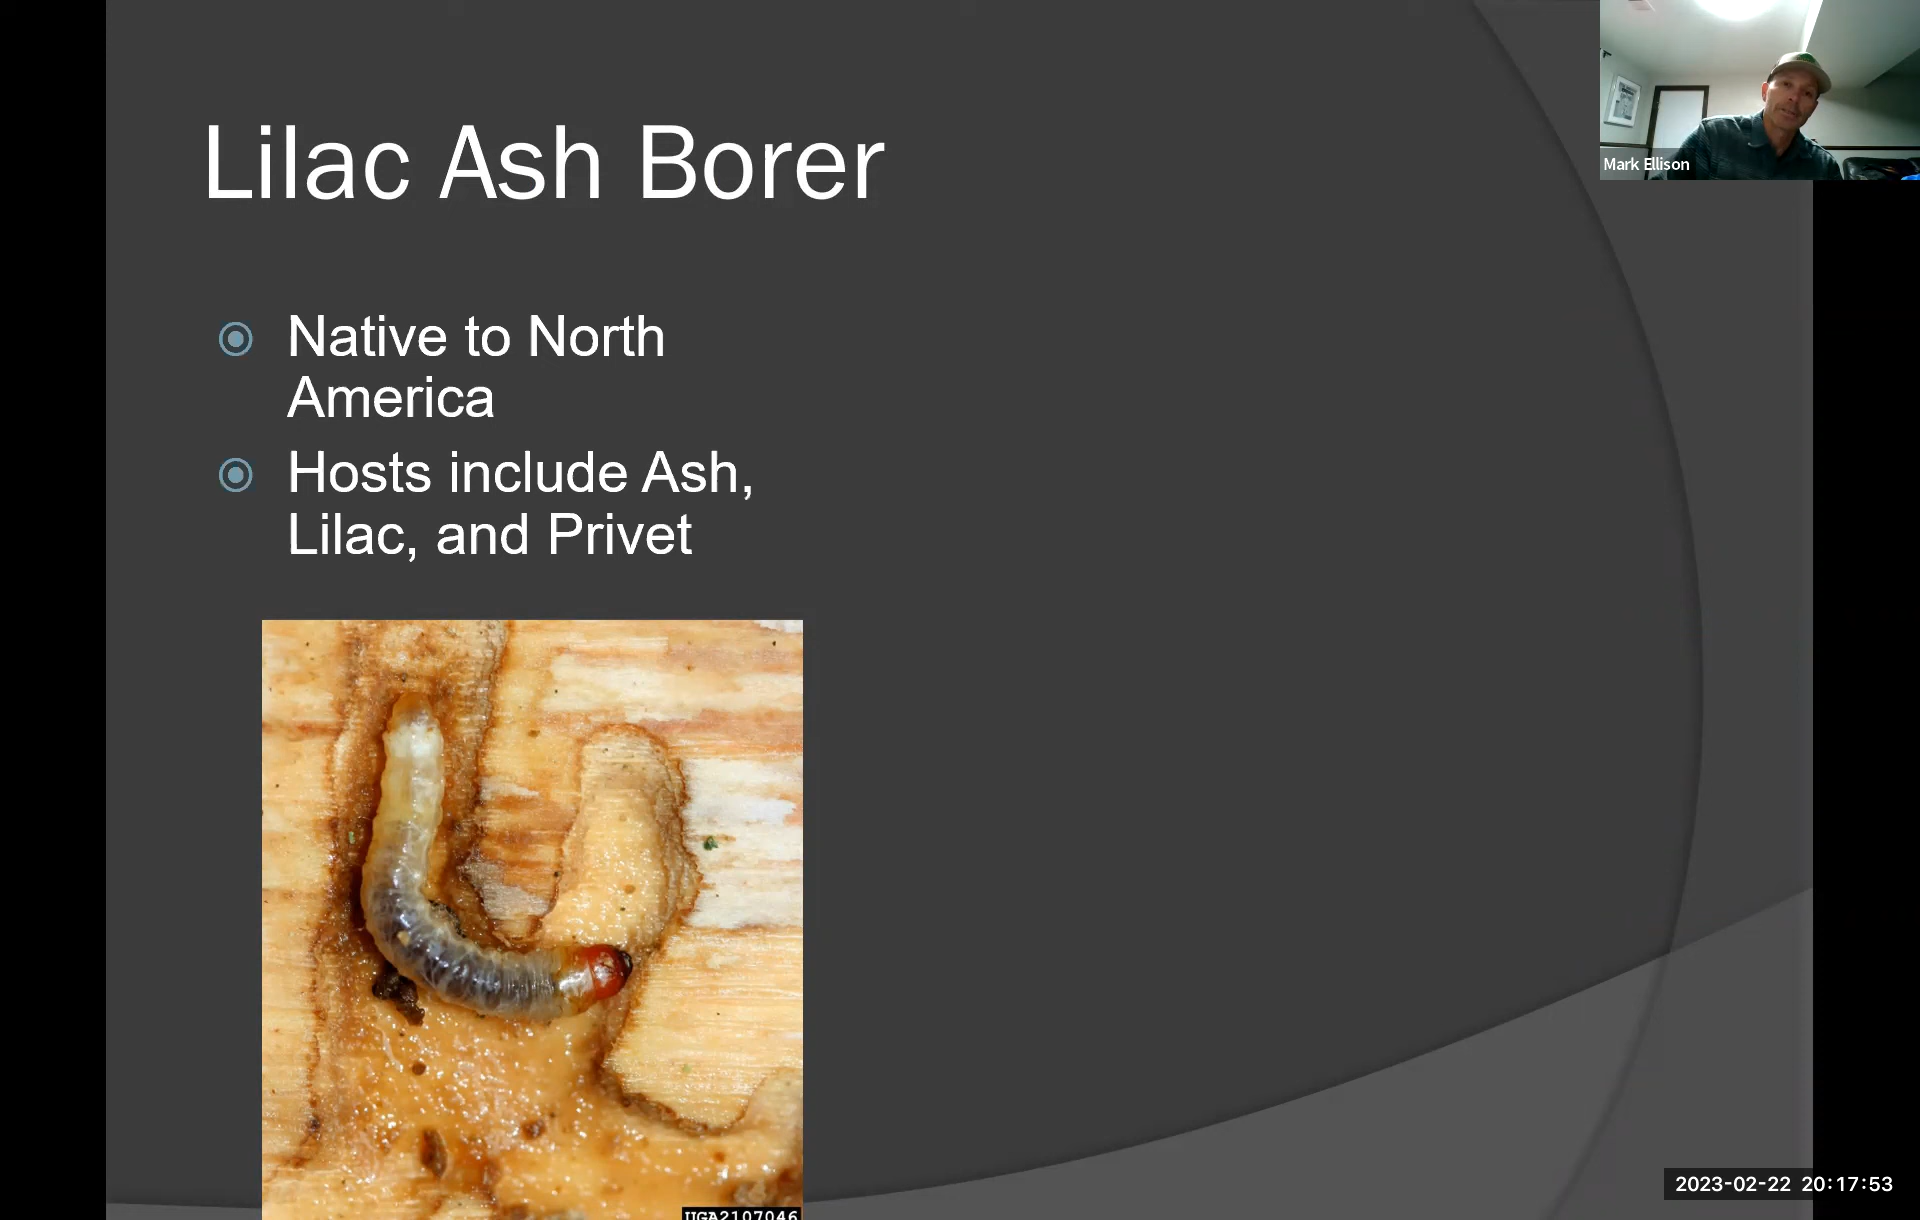 Lilac Ash Borer
Native to North
America
Hosts include Ash,
Lilac, and Privet
Mark Ellison
UGA2107046
2023-02-22 20:17:53